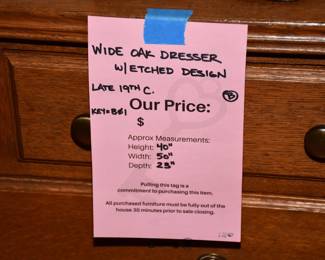 WIDE OAK DRESSER
W/ETCHED DESIGN
LATE 19TH C.
B
KEY=B#1
Our Price:
$
Approx Measurements:
Height: 40"
Width: 50"
Depth: 23"
Pulling this tag is a
commitment to purchasing this item.
All purchased furniture must be fully out of the
house 30 minutes prior to sale closing.